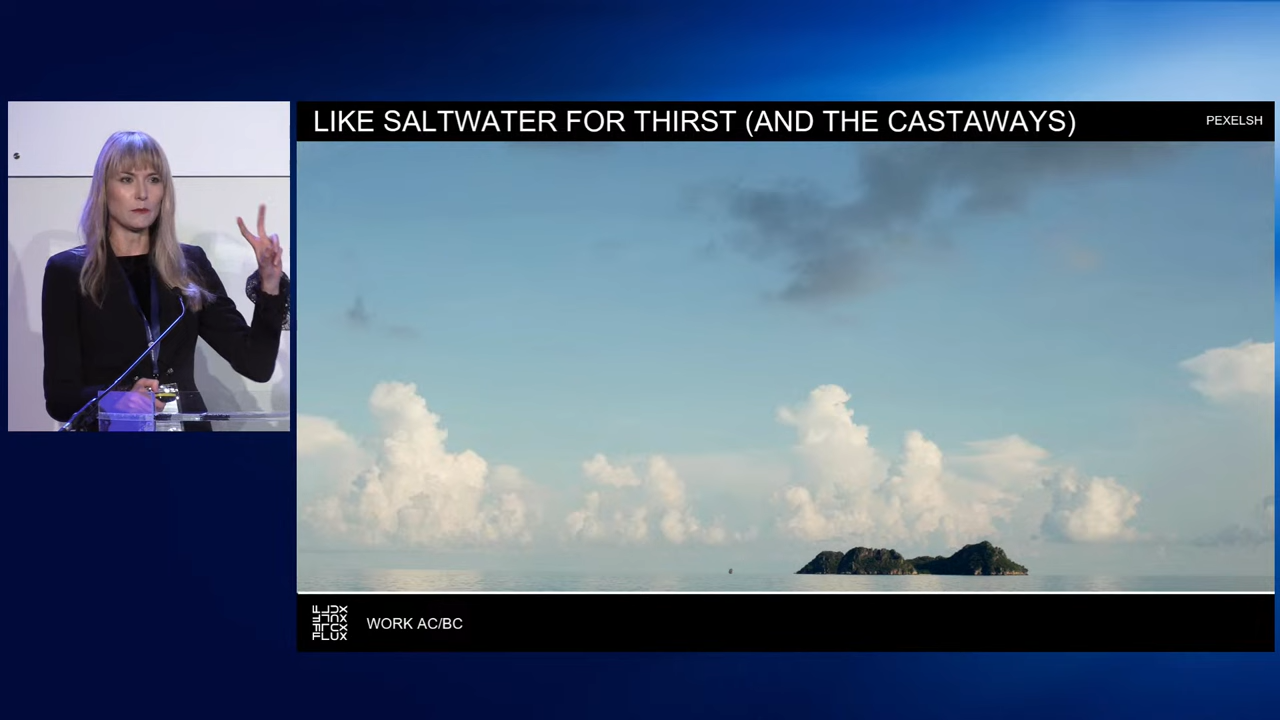 LIKE SALTWATER FOR THIRST (AND THE CASTAWAYS)
PEXELSH
WORK AC/BC